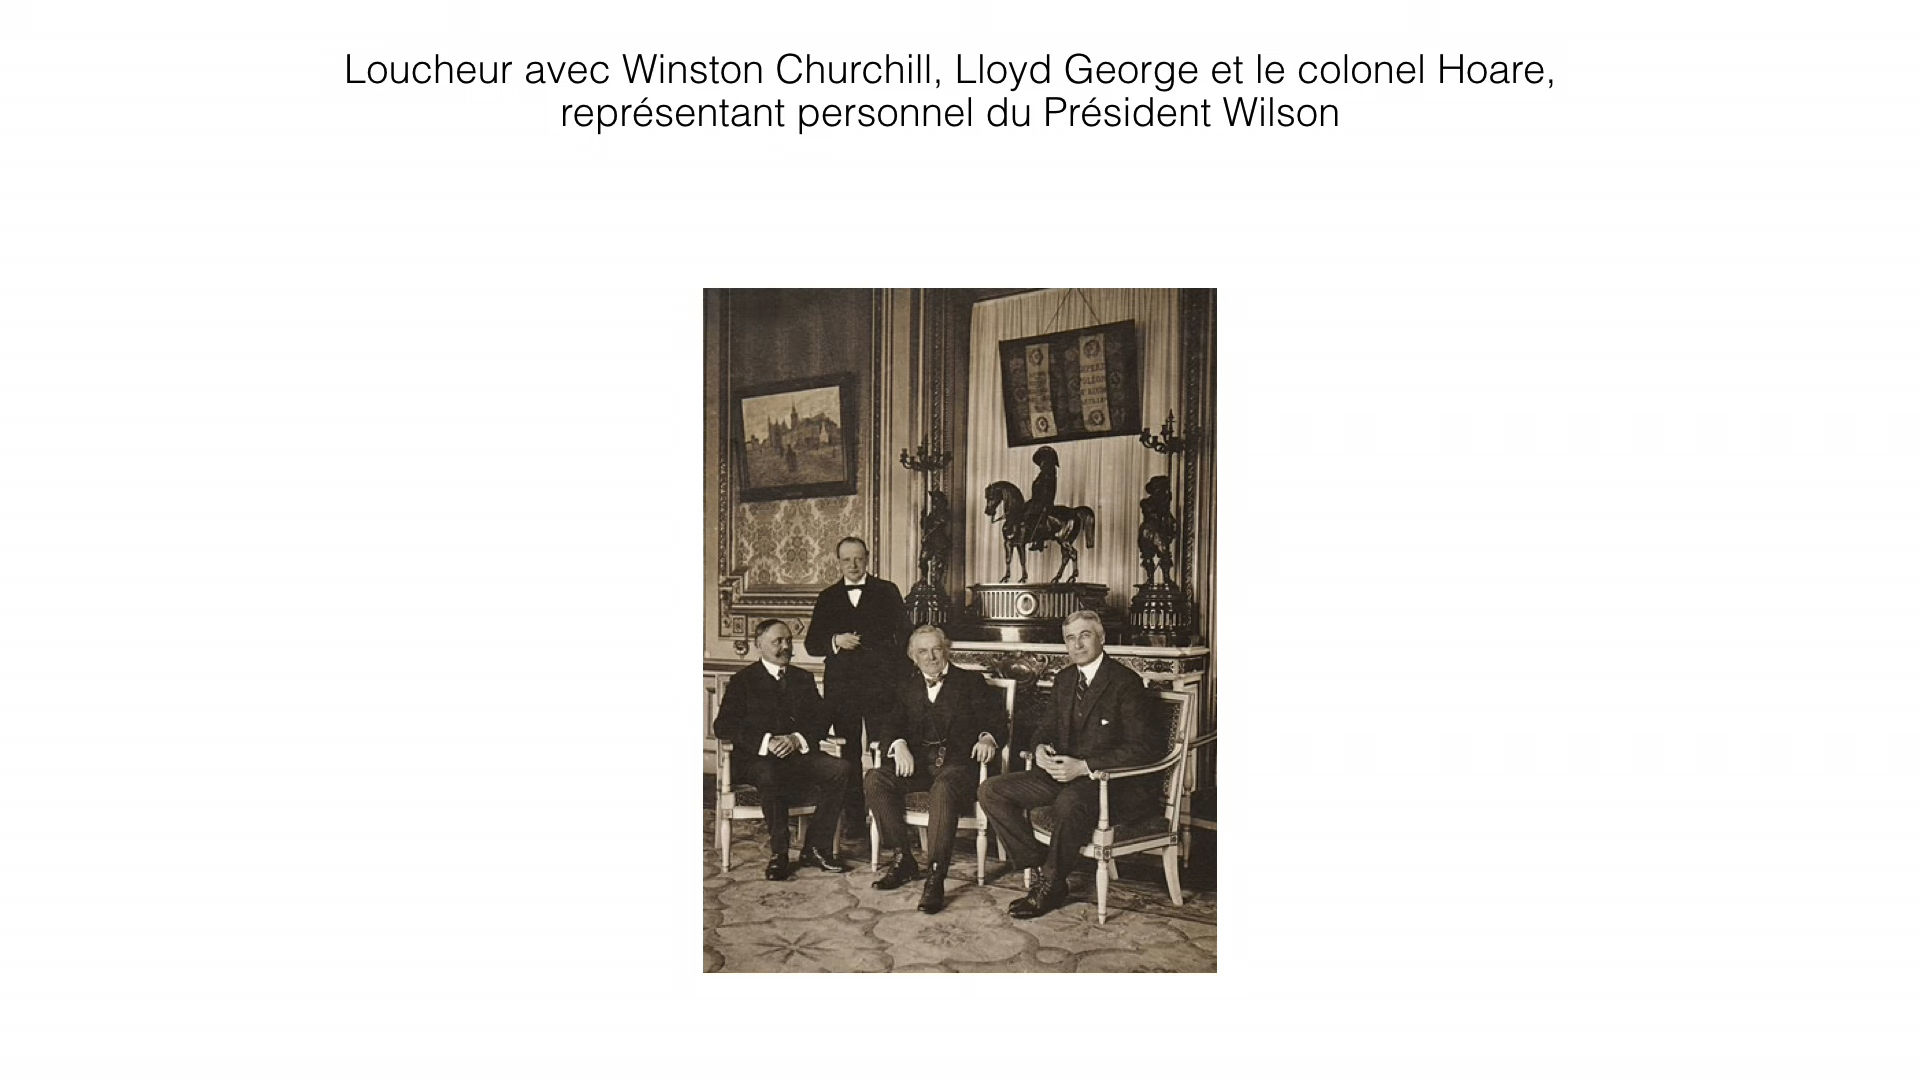 Loucheur avec Winston Churchill, Lloyd George et le colonel Hoare,
représentant personnel du Président Wilson